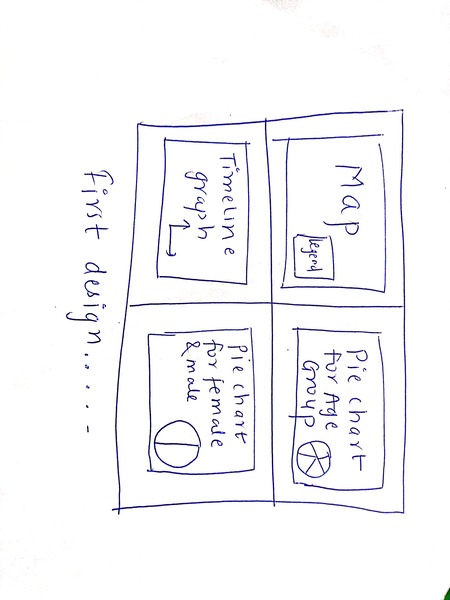 Map
Legend
Pie chart
for Age
Group
Timeline
graph
Pie chart
for female
& male
First design.....